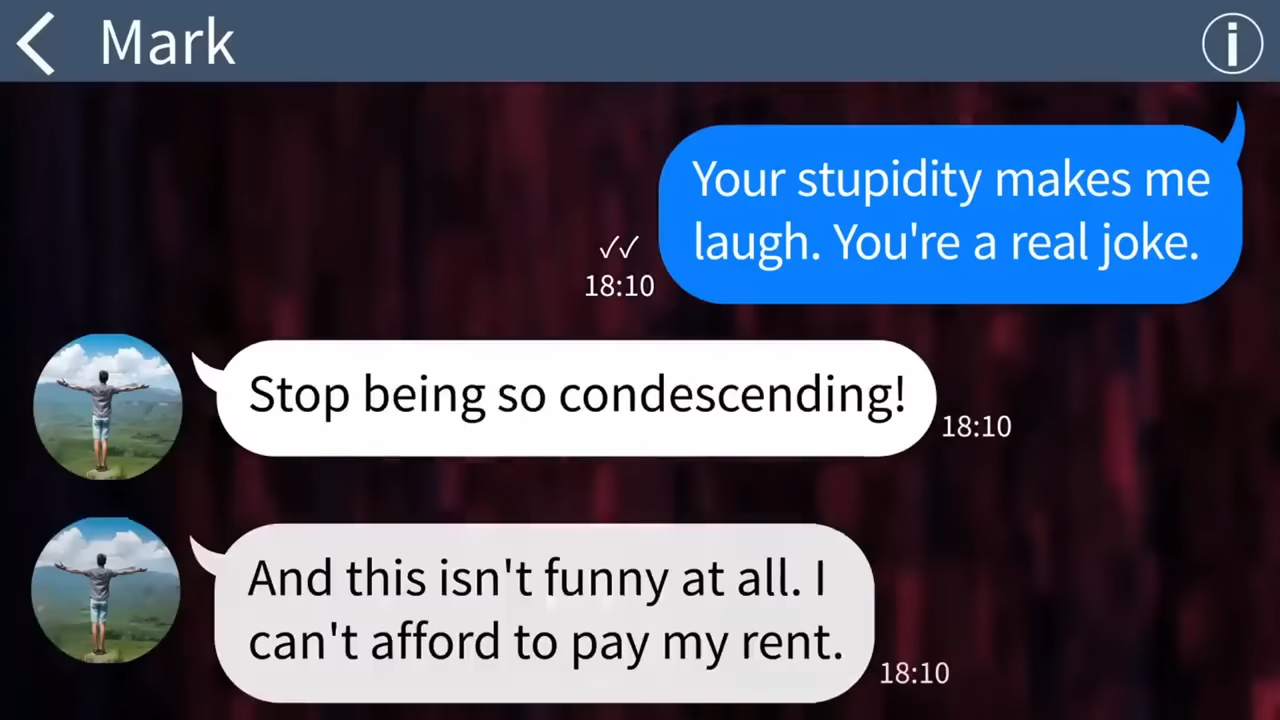 Mark
Your stupidity makes me
laugh. You're a real joke.
✓✓
18:10
Stop being so condescending!
18:10
And this isn't funny at all. I
can't afford to pay my rent.
18:10